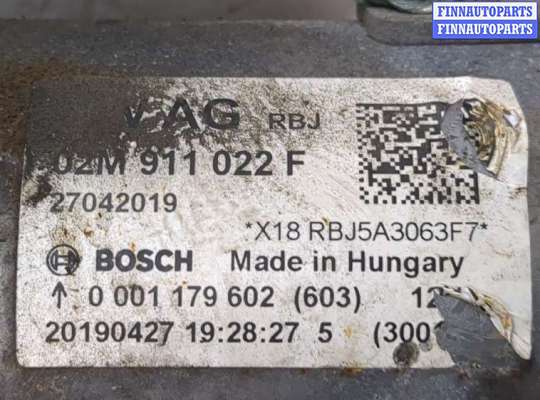 FINNAUTOPARTS
FINNAUTOPARTS
FINNAUTOPARTS
VAG RBJ
02M 911 022 F
27042019
*X18 RBJ5A3063F7*
BOSCH Made in Hungary
↑ 0 001 179 602 (603)
20190427 19:28:27 5